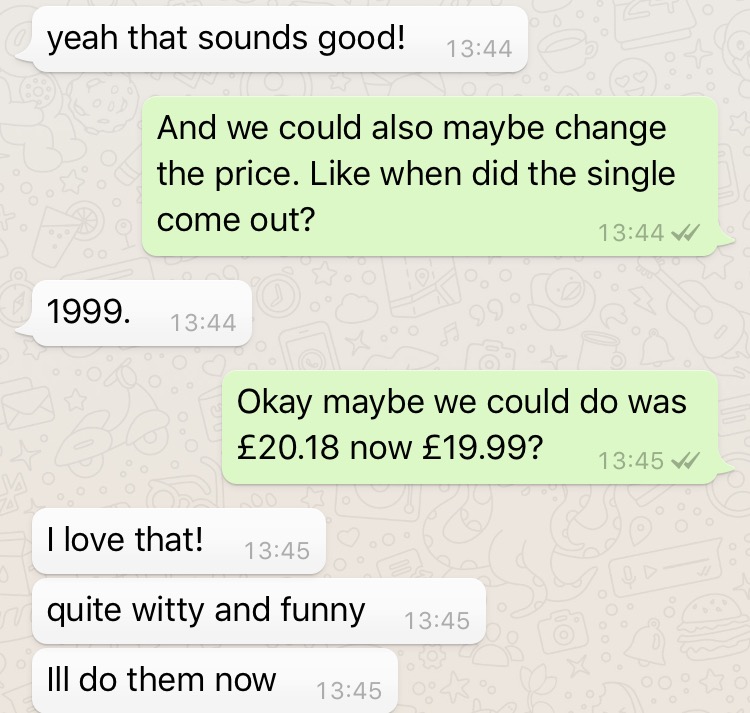 yeah that sounds good! 13:44
And we could also maybe change
the price. Like when did the single
come out? 13:44
1999. 13:44
Okay maybe we could do was
£20.18 now £19.99? 13:45
I love that! 13:45
quite witty and funny 13:45
Ill do them now 13:45